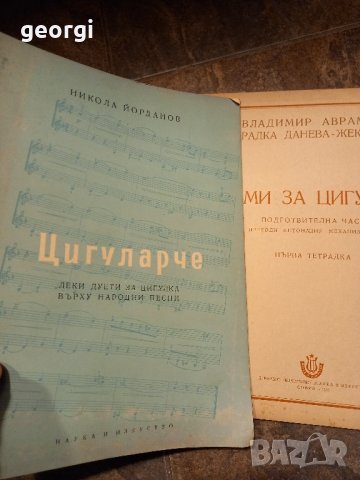 georgi
НИКОЛА ЙОРДАНОВ
Цигуларче
ЛЕКИ ДУЕТИ ЗА ЦИГУЛКА
ВЪРХУ НАРОДНИ ПЕСНИ
НАУКА И ИЗКУСТВО
ВЛАДИМИР АВРАМ
РАДКА ДАНЕВА-ЖЕК
МИ ЗА ЦИГУ
ПОДГОТВИТЕЛНА ЧАС
ПЪРВА ТЕТРАДКА
BAZAR